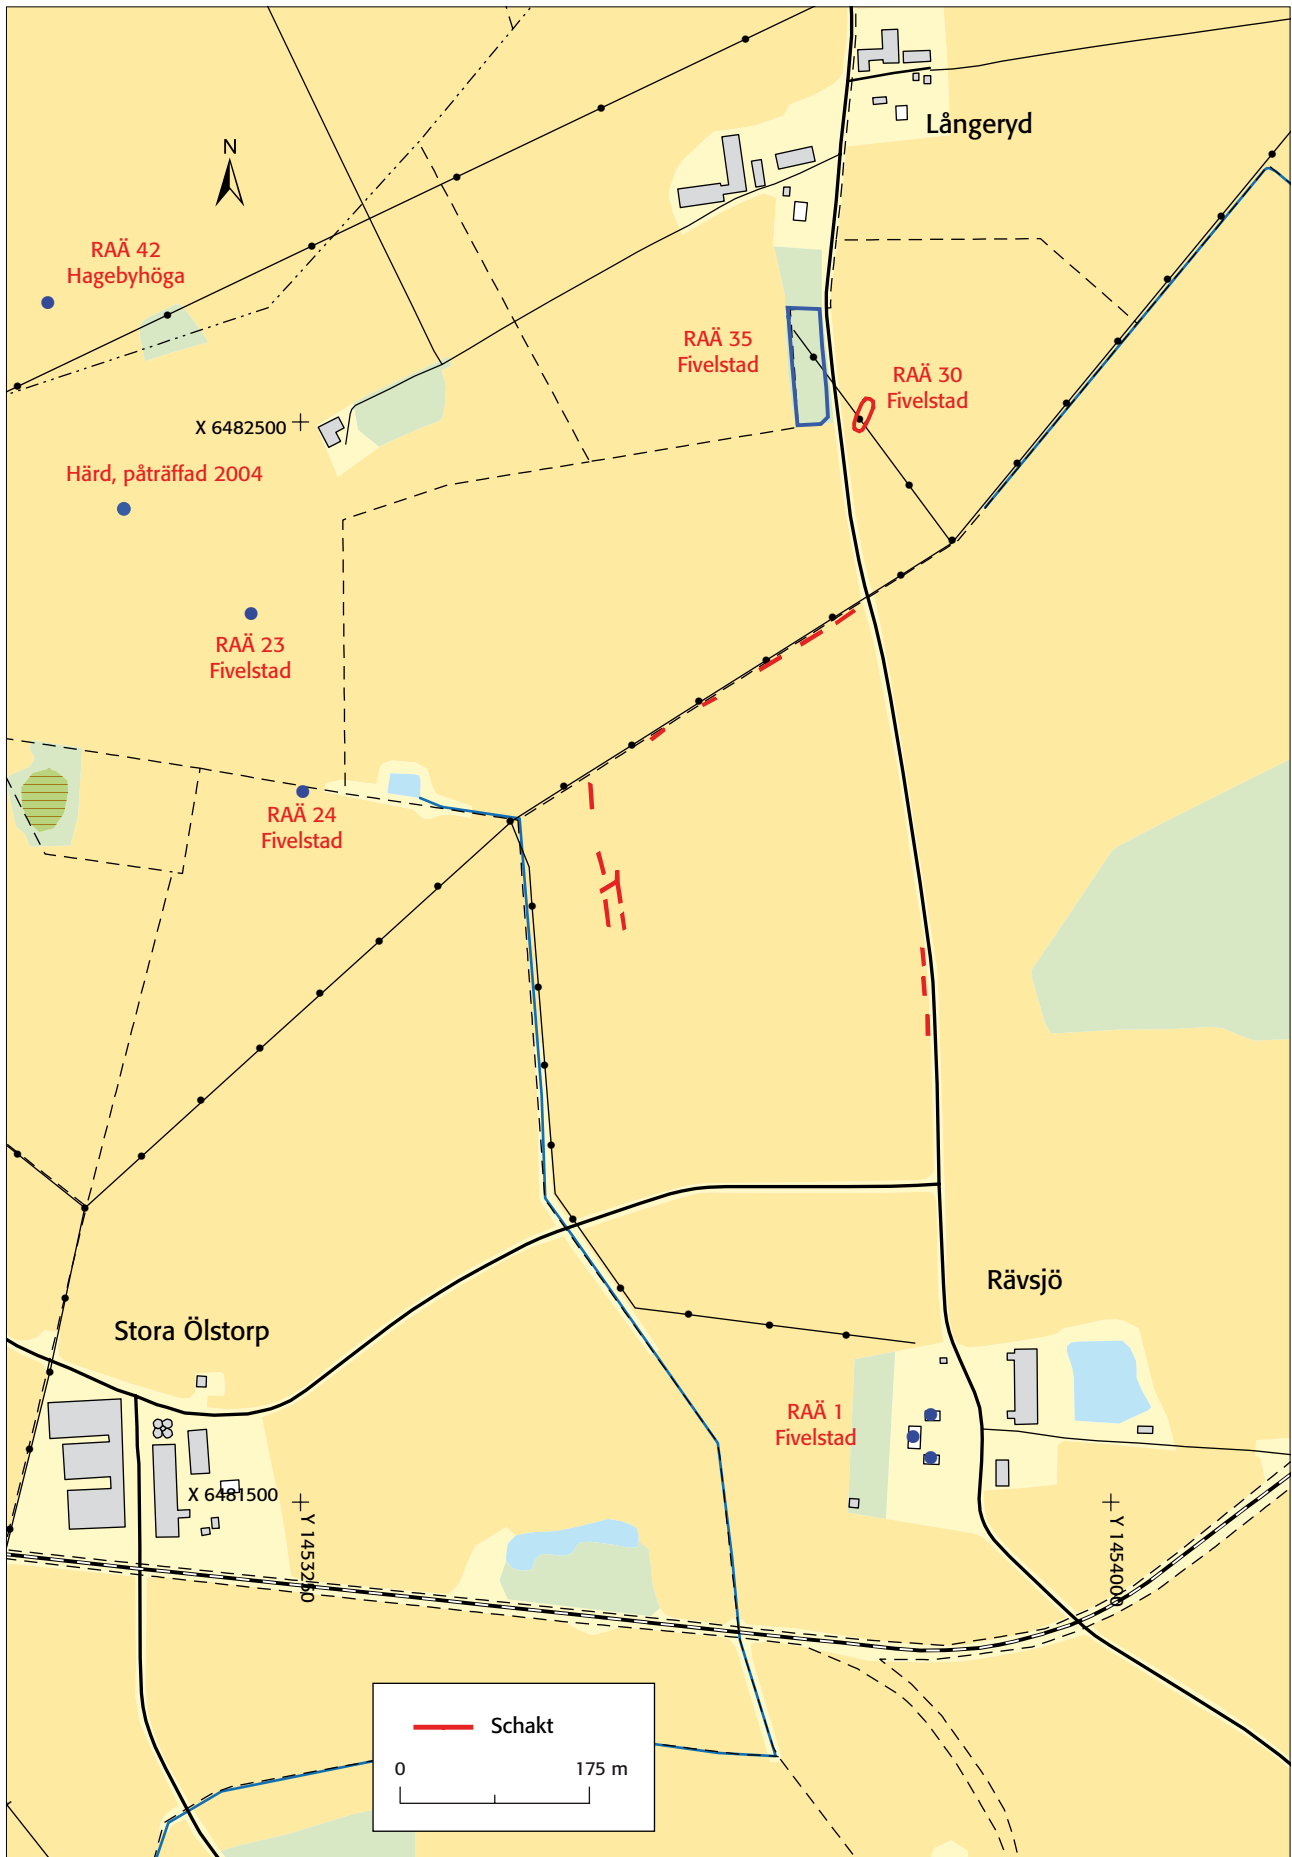 Långeryd
N
RAÄ 42
Hagebyhöga
RAÄ 35
Fivelstad
RAÄ 30
Fivelstad
X 6482500
Härd, påträffad 2004
RAÄ 23
Fivelstad
RAÄ 24
Fivelstad
Rävsjö
Stora Ölstorp
RAÄ 1
Fivelstad
X 6481500
Y 1453250
Y 1454000
Schakt
0 175 m